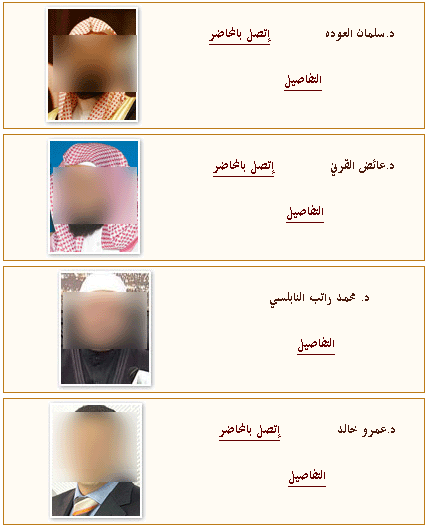 د.سلمان العوده إتصل بالمحاضر
التفاصيل
د.عائض القرني إتصل بالمحاضر
التفاصيل
د. محمد راتب النابلسي
التفاصيل
د.عمرو خالد إتصل بالمحاضر
التفاصيل